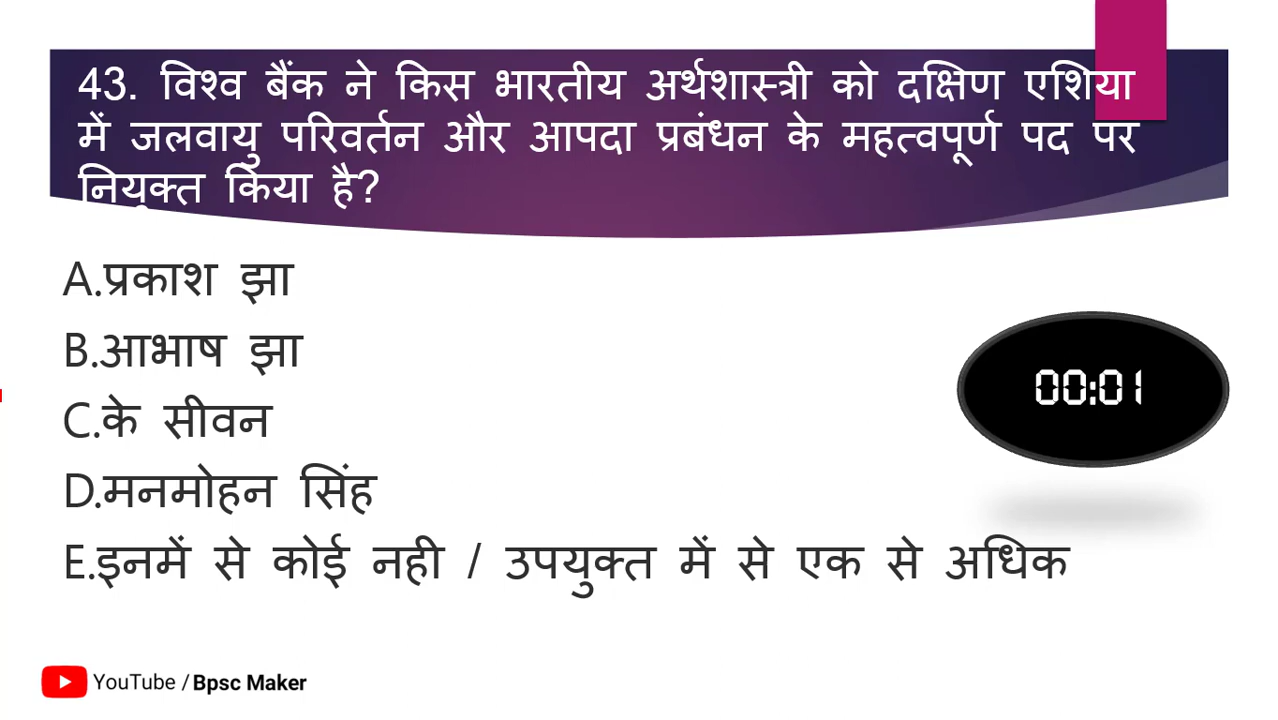 43. विश्व बैंक ने किस भारतीय अर्थशास्त्री को दक्षिण एशिया
में जलवायु परिवर्तन और आपदा प्रबंधन के महत्वपूर्ण पद पर
नियुक्त किया है?
A.प्रकाश झा
B.आभाष झा
C.के सीवन
D.मनमोहन सिंह
E.इनमें से कोई नही / उपयुक्त में से एक से अधिक
00:01
YouTube / Bpsc Maker